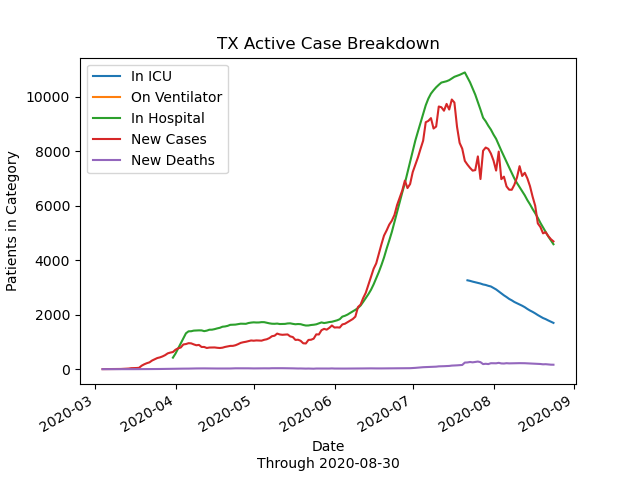 TX Active Case Breakdown
In ICU
On Ventilator
In Hospital
New Cases
New Deaths
Patients in Category
10000
8000
6000
4000
2000
0
2020-03
2020-04
2020-05
2020-06
2020-07
2020-08
2020-09
Date
Through 2020-08-30